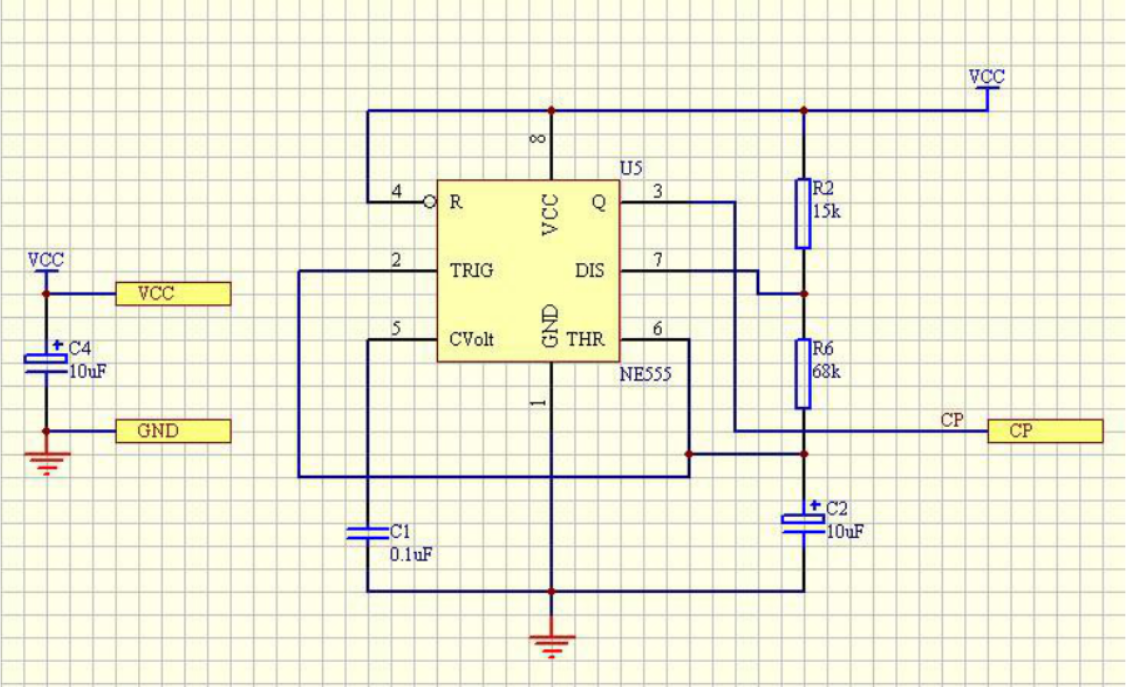 VCC
8
U5
4
R
VCC
Q
3
R2
15k
VCC
2
TRIG
DIS
7
VCC
5
CVolt
GND
THR
6
C4
10uF
NE555
R6
68k
1
GND
CP
CP
C2
10uF
C1
0.1uF